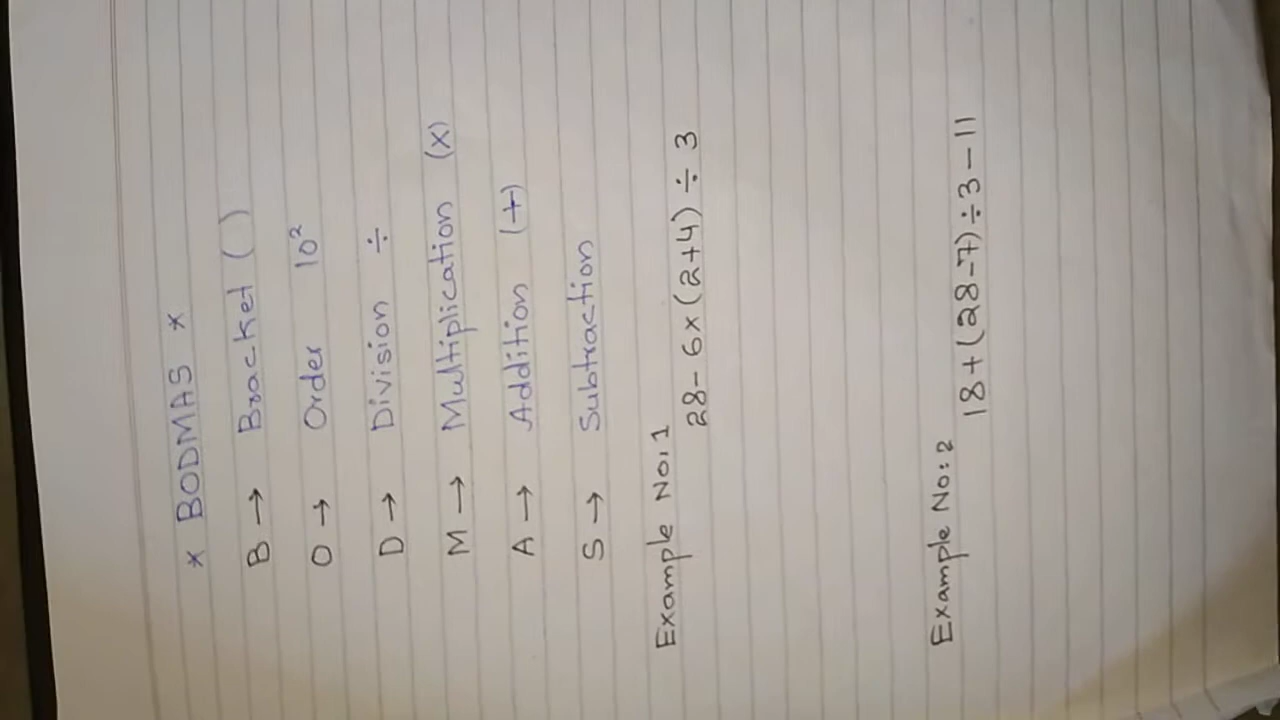 * BODMAS *
B → Bracket ( )
O → Order 10²
D → Division ÷
M → Multiplication (x)
A → Addition (+)
S → Subtraction
Example No:1
28- 6x(2+4) ÷ 3
Example No:2
18+(28-7)÷3-11